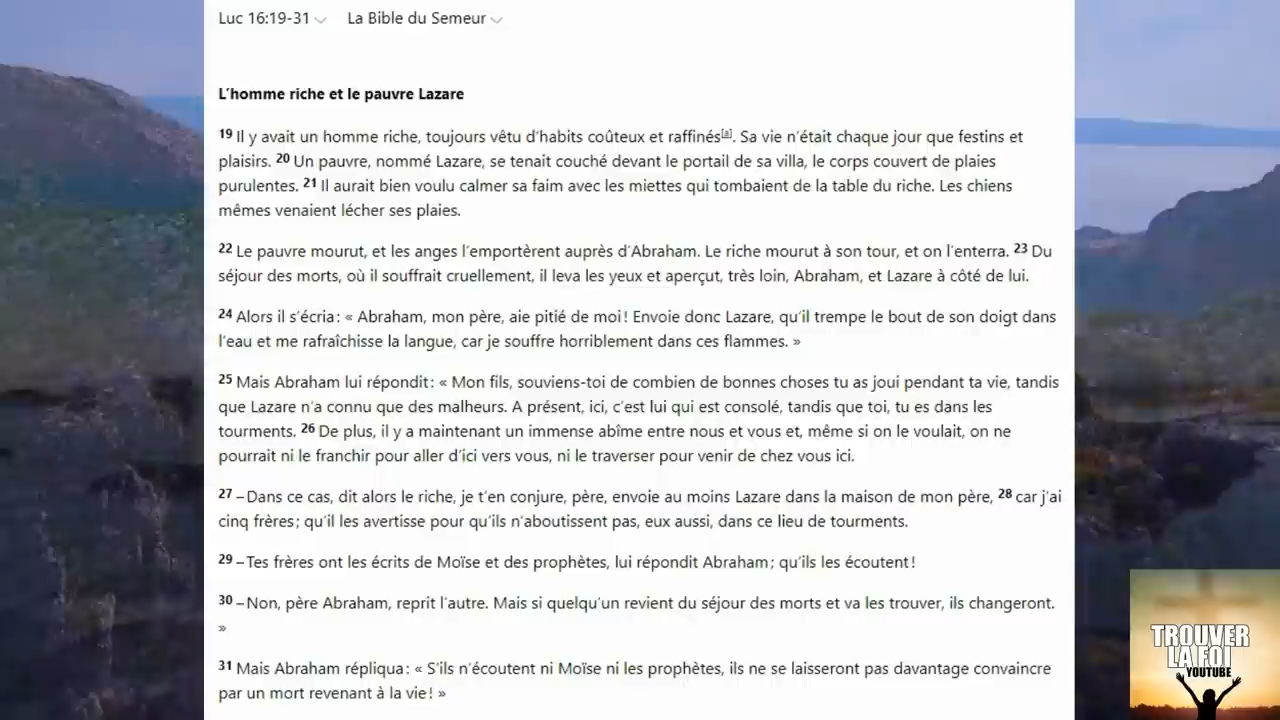 Luc 16:19-31 La Bible du Semeur
L'homme riche et le pauvre Lazare
19 Il y avait un homme riche, toujours vêtu d'habits coûteux et raffinés[a]. Sa vie n'était chaque jour que festins et
plaisirs. 20 Un pauvre, nommé Lazare, se tenait couché devant le portail de sa villa, le corps couvert de plaies
purulentes. 21 Il aurait bien voulu calmer sa faim avec les miettes qui tombaient de la table du riche. Les chiens
mêmes venaient lécher ses plaies.
22 Le pauvre mourut, et les anges l'emportèrent auprès d'Abraham. Le riche mourut à son tour, et on l'enterra. 23 Du
séjour des morts, où il souffrait cruellement, il leva les yeux et aperçut, très loin, Abraham, et Lazare à côté de lui.
24 Alors il s'écria : « Abraham, mon père, aie pitié de moi ! Envoie donc Lazare, qu'il trempe le bout de son doigt dans
l'eau et me rafraîchisse la langue, car je souffre horriblement dans ces flammes. »
25 Mais Abraham lui répondit : « Mon fils, souviens-toi de combien de bonnes choses tu as joui pendant ta vie, tandis
que Lazare n'a connu que des malheurs. A présent, ici, c'est lui qui est consolé, tandis que toi, tu es dans les
tourments. 26 De plus, il y a maintenant un immense abîme entre nous et vous et, même si on le voulait, on ne
pourrait ni le franchir pour aller d'ici vers vous, ni le traverser pour venir de chez vous ici.
27 – Dans ce cas, dit alors le riche, je t'en conjure, père, envoie au moins Lazare dans la maison de mon père, 28 car j'ai
cinq frères ; qu'il les avertisse pour qu'ils n'aboutissent pas, eux aussi, dans ce lieu de tourments.
29 – Tes frères ont les écrits de Moïse et des prophètes, lui répondit Abraham ; qu'ils les écoutent !
30 – Non, père Abraham, reprit l'autre. Mais si quelqu'un revient du séjour des morts et va les trouver, ils changeront.
»
31 Mais Abraham répliqua : « S'ils n'écoutent ni Moïse ni les prophètes, ils ne se laisseront pas davantage convaincre
par un mort revenant à la vie ! »
TROUVER
LA FOI
YOUTUBE